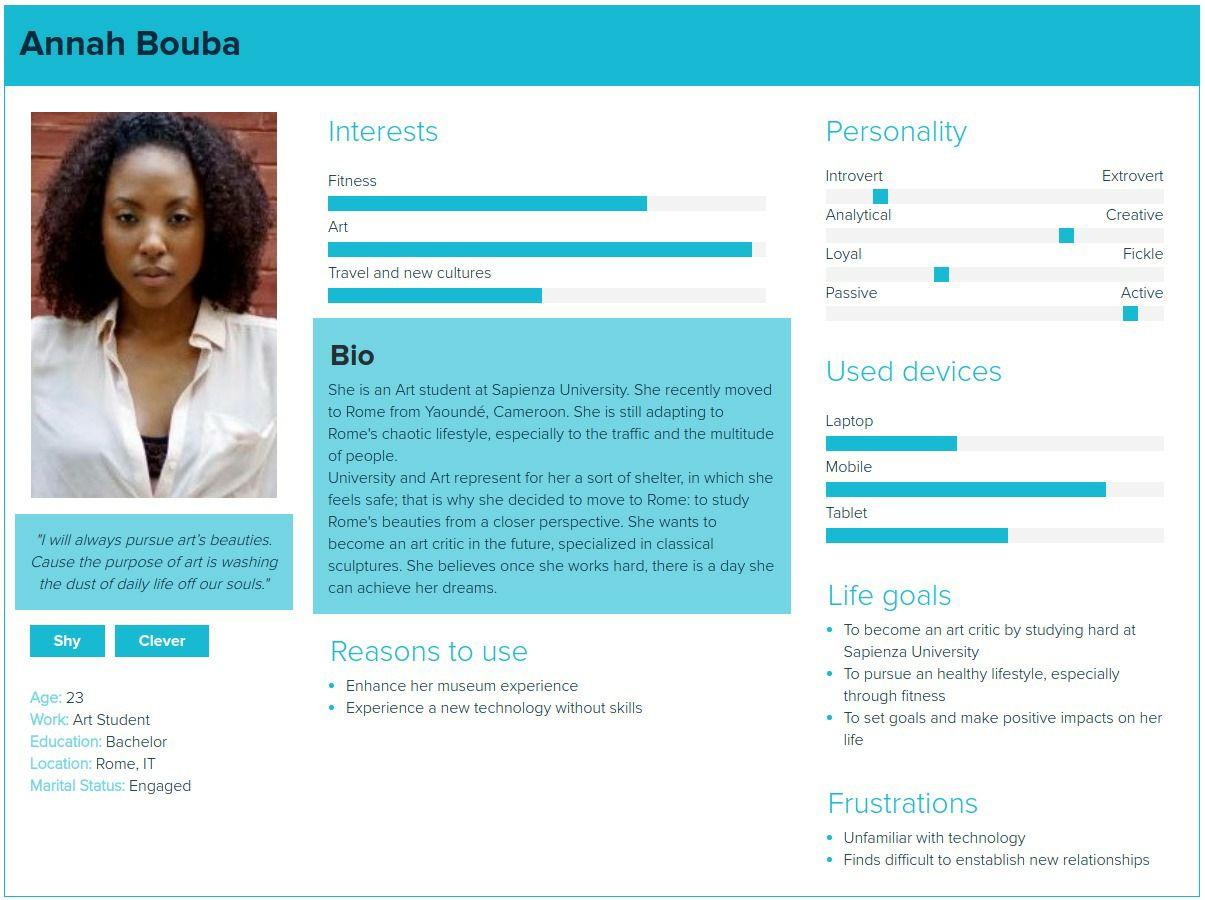 Annah Bouba
"I will always pursue art's beauties.
Cause the purpose of art is washing
the dust of daily life off our souls."
Shy
Clever
Age: 23
Work: Art Student
Education: Bachelor
Location: Rome, IT
Marital Status: Engaged
Interests
Fitness
Art
Travel and new cultures
Bio
She is an Art student at Sapienza University. She recently moved
to Rome from Yaoundé, Cameroon. She is still adapting to
Rome's chaotic lifestyle, especially to the traffic and the multitude
of people.
University and Art represent for her a sort of shelter, in which she
feels safe; that is why she decided to move to Rome: to study
Rome's beauties from a closer perspective. She wants to
become an art critic in the future, specialized in classical
sculptures. She believes once she works hard, there is a day she
can achieve her dreams.
Reasons to use
Enhance her museum experience
Experience a new technology without skills
Personality
Introvert Extrovert
Analytical Creative
Loyal Fickle
Passive Active
Used devices
Laptop
Mobile
Tablet
Life goals
To become an art critic by studying hard at
Sapienza University
To pursue an healthy lifestyle, especially
through fitness
To set goals and make positive impacts on her
life
Frustrations
Unfamiliar with technology
Finds difficult to enstablish new relationships